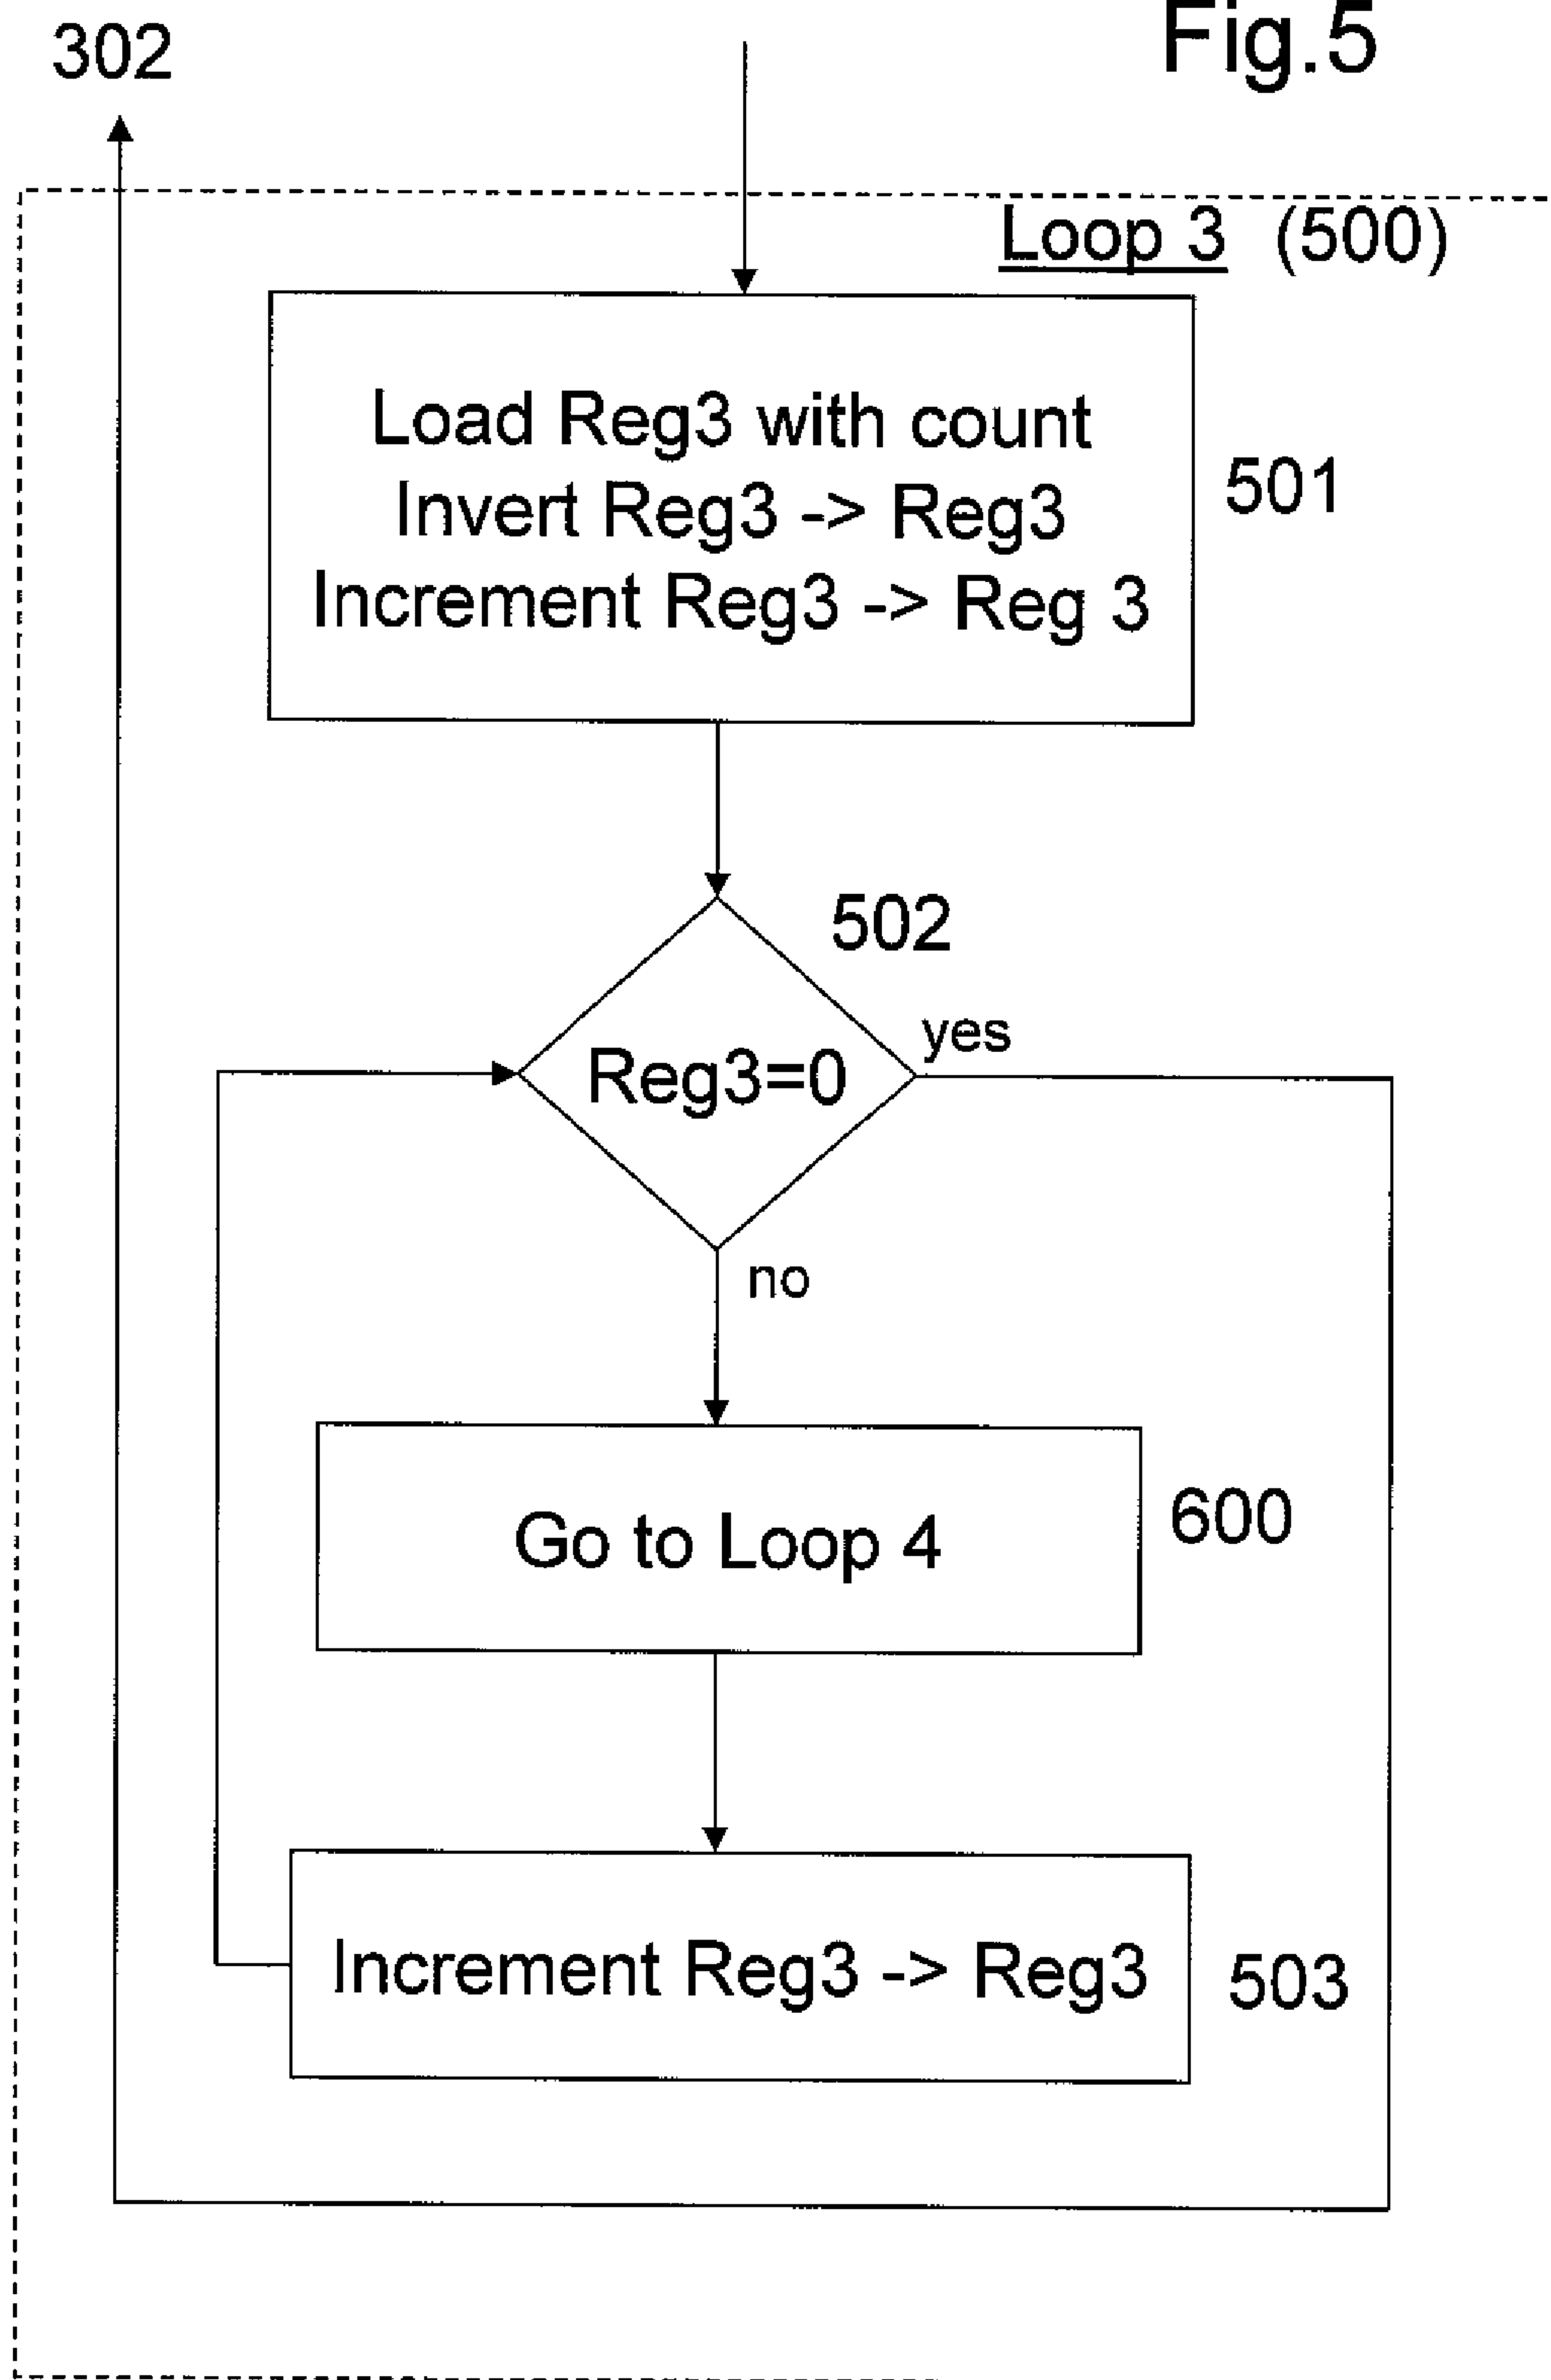 Fig.5
302
Loop 3 (500)
Load Reg3 with count
Invert Reg3 -> Reg3
Increment Reg3 -> Reg 3
501
502
Reg3=0
yes
no
Go to Loop 4
600
Increment Reg3 -> Reg3
503